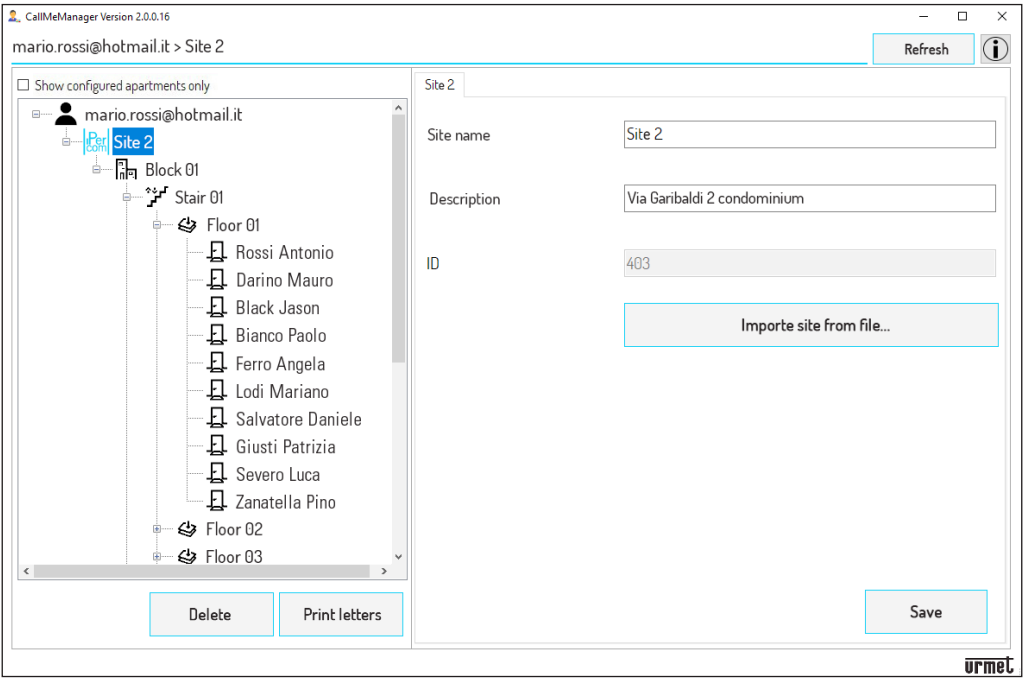 CallMeManager Version 2.0.0.16
mario.rossi@hotmail.it > Site 2
Refresh
Show configured apartments only
mario.rossi@hotmail.it
iPer com Site 2
Block 01
Stair 01
Floor 01
Rossi Antonio
Darino Mauro
Black Jason
Bianco Paolo
Ferro Angela
Lodi Mariano
Salvatore Daniele
Giusti Patrizia
Severo Luca
Zanatella Pino
Floor 02
Floor 03
Delete
Print letters
Site 2
Site name
Site 2
Description
Via Garibaldi 2 condominium
ID
403
Importe site from file...
Save
urmet